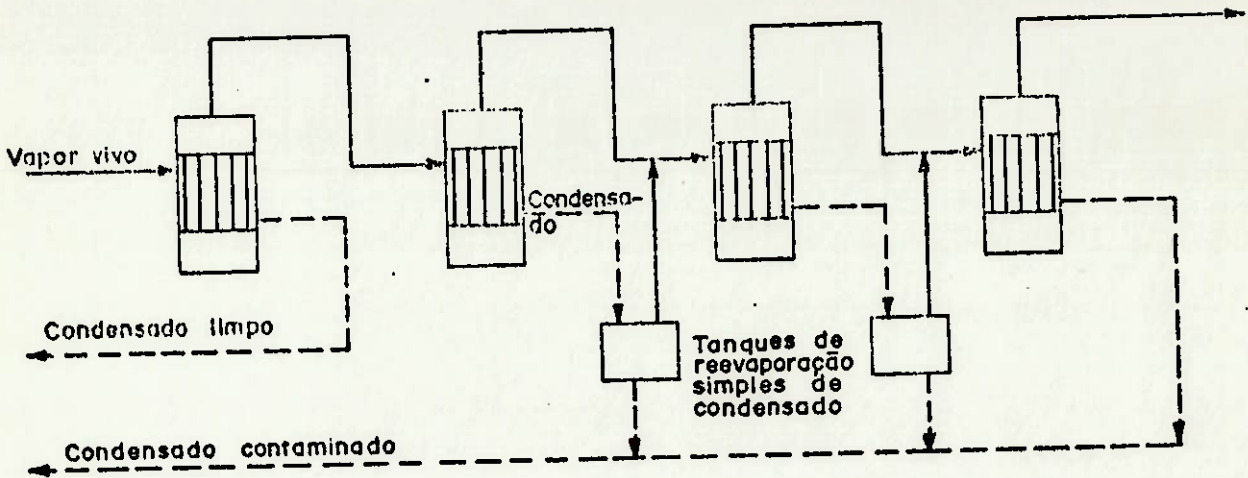 Vapor vivo
Condensa-
do
Condensado limpo
Tanques de
reevaporação
simples de
condensado
Condensado contaminado